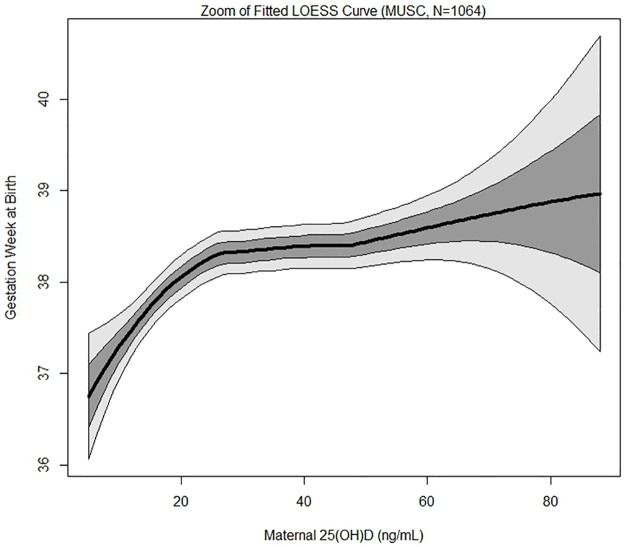 Zoom of Fitted LOESS Curve (MUSC, N=1064)
Gestation Week at Birth
40
39
38
37
36
20 40 60 80
Maternal 25(OH)D (ng/mL)